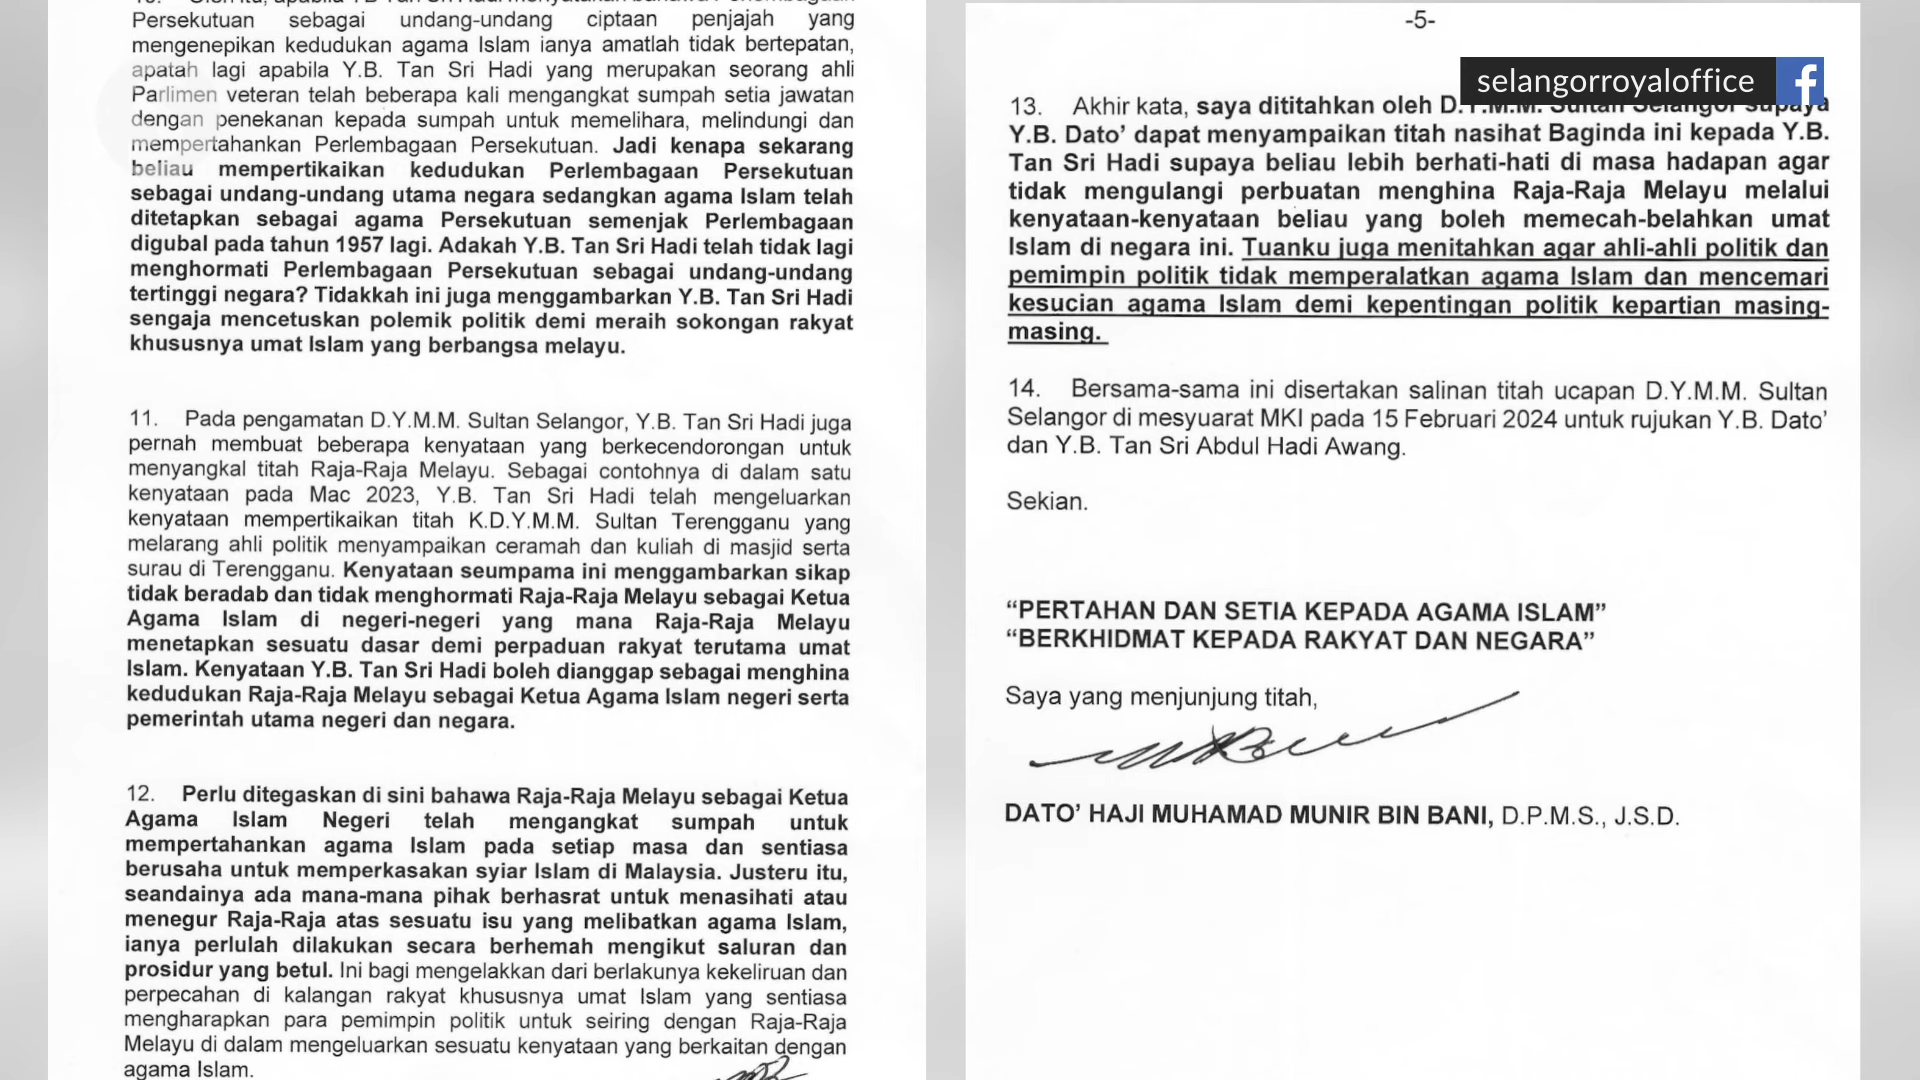 Persekutuan sebagai undang-undang ciptaan penjajah yang
mengenepikan kedudukan agama Islam ianya amatlah tidak bertepatan,
apatah lagi apabila Y.B. Tan Sri Hadi yang merupakan seorang ahli
Parlimen veteran telah beberapa kali mengangkat sumpah setia jawatan
dengan penekanan kepada sumpah untuk memelihara, melindungi dan
mempertahankan Perlembagaan Persekutuan. Jadi kenapa sekarang
beliau mempertikaikan kedudukan Perlembagaan Persekutuan
sebagai undang-undang utama negara sedangkan agama Islam telah
ditetapkan sebagai agama Persekutuan semenjak Perlembagaan
digubal pada tahun 1957 lagi. Adakah Y.B. Tan Sri Hadi telah tidak lagi
menghormati Perlembagaan Persekutuan sebagai undang-undang
tertinggi negara? Tidakkah ini juga menggambarkan Y.B. Tan Sri Hadi
sengaja mencetuskan polemik politik demi meraih sokongan rakyat
khususnya umat Islam yang berbangsa melayu.
11. Pada pengamatan D.Y.M.M. Sultan Selangor, Y.B. Tan Sri Hadi juga
pernah membuat beberapa kenyataan yang berkecendorongan untuk
menyangkal titah Raja-Raja Melayu. Sebagai contohnya di dalam satu
kenyataan pada Mac 2023, Y.B. Tan Sri Hadi telah mengeluarkan
kenyataan mempertikaikan titah K.D.Y.M.M. Sultan Terengganu yang
melarang ahli politik menyampaikan ceramah dan kuliah di masjid serta
surau di Terengganu. Kenyataan seumpama ini menggambarkan sikap
tidak beradab dan tidak menghormati Raja-Raja Melayu sebagai Ketua
Agama Islam di negeri-negeri yang mana Raja-Raja Melayu
menetapkan sesuatu dasar demi perpaduan rakyat terutama umat
Islam. Kenyataan Y.B. Tan Sri Hadi boleh dianggap sebagai menghina
kedudukan Raja-Raja Melayu sebagai Ketua Agama Islam negeri serta
pemerintah utama negeri dan negara.
12. Perlu ditegaskan di sini bahawa Raja-Raja Melayu sebagai Ketua
Agama Islam Negeri telah mengangkat sumpah untuk
mempertahankan agama Islam pada setiap masa dan sentiasa
berusaha untuk memperkasakan syiar Islam di Malaysia. Justeru itu,
seandainya ada mana-mana pihak berhasrat untuk menasihati atau
menegur Raja-Raja atas sesuatu isu yang melibatkan agama Islam,
ianya perlulah dilakukan secara berhemah mengikut saluran dan
prosidur yang betul. Ini bagi mengelakkan dari berlakunya kekeliruan dan
perpecahan di kalangan rakyat khususnya umat Islam yang sentiasa
mengharapkan para pemimpin politik untuk seiring dengan Raja-Raja
Melayu di dalam mengeluarkan sesuatu kenyataan yang berkaitan dengan
agama Islam.
-5-
selangorroyaloffice
13. Akhir kata, saya dititahkan oleh D.Y.M.M. Sultan Selangor supaya
Y.B. Dato' dapat menyampaikan titah nasihat Baginda ini kepada Y.B.
Tan Sri Hadi supaya beliau lebih berhati-hati di masa hadapan agar
tidak mengulangi perbuatan menghina Raja-Raja Melayu melalui
kenyataan-kenyataan beliau yang boleh memecah-belahkan umat
Islam di negara ini. Tuanku juga menitahkan agar ahli-ahli politik dan
pemimpin politik tidak memperalatkan agama Islam dan mencemari
kesucian agama Islam demi kepentingan politik kepartian masing-
masing.
14. Bersama-sama ini disertakan salinan titah ucapan D.Y.M.M. Sultan
Selangor di mesyuarat MKI pada 15 Februari 2024 untuk rujukan Y.B. Dato'
dan Y.B. Tan Sri Abdul Hadi Awang.
Sekian.
“PERTAHAN DAN SETIA KEPADA AGAMA ISLAM”
“BERKHIDMAT KEPADA RAKYAT DAN NEGARA”
Saya yang menjunjung titah,
DATO' HAJI MUHAMAD MUNIR BIN BANI, D.P.M.S., J.S.D.